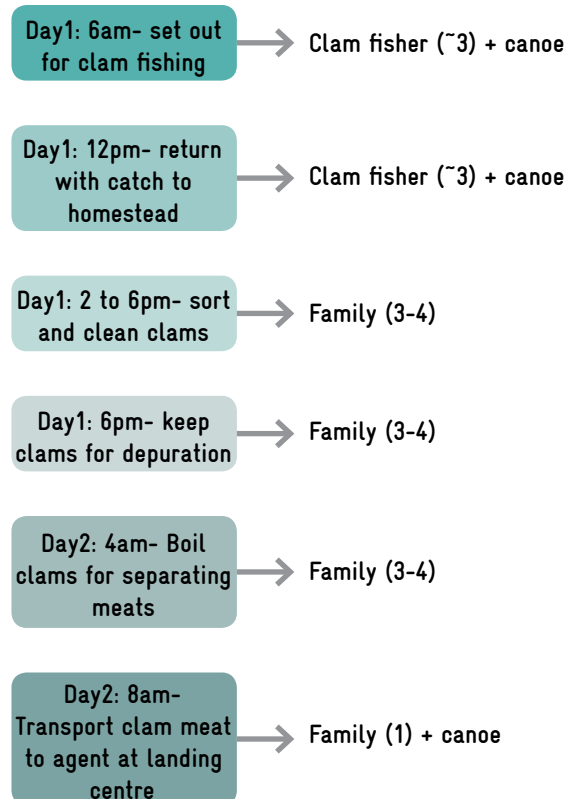 Day1: 6am- set out
for clam fishing
Clam fisher (~3) + canoe
Day1: 12pm- return
with catch to
homestead
Clam fisher (~3) + canoe
Day1: 2 to 6pm- sort
and clean clams
Family (3-4)
Day1: 6pm- keep
clams for depuration
Family (3-4)
Day2: 4am- Boil
clams for separating
meats
Family (3-4)
Day2: 8am-
Transport clam meat
to agent at landing
centre
Family (1) + canoe